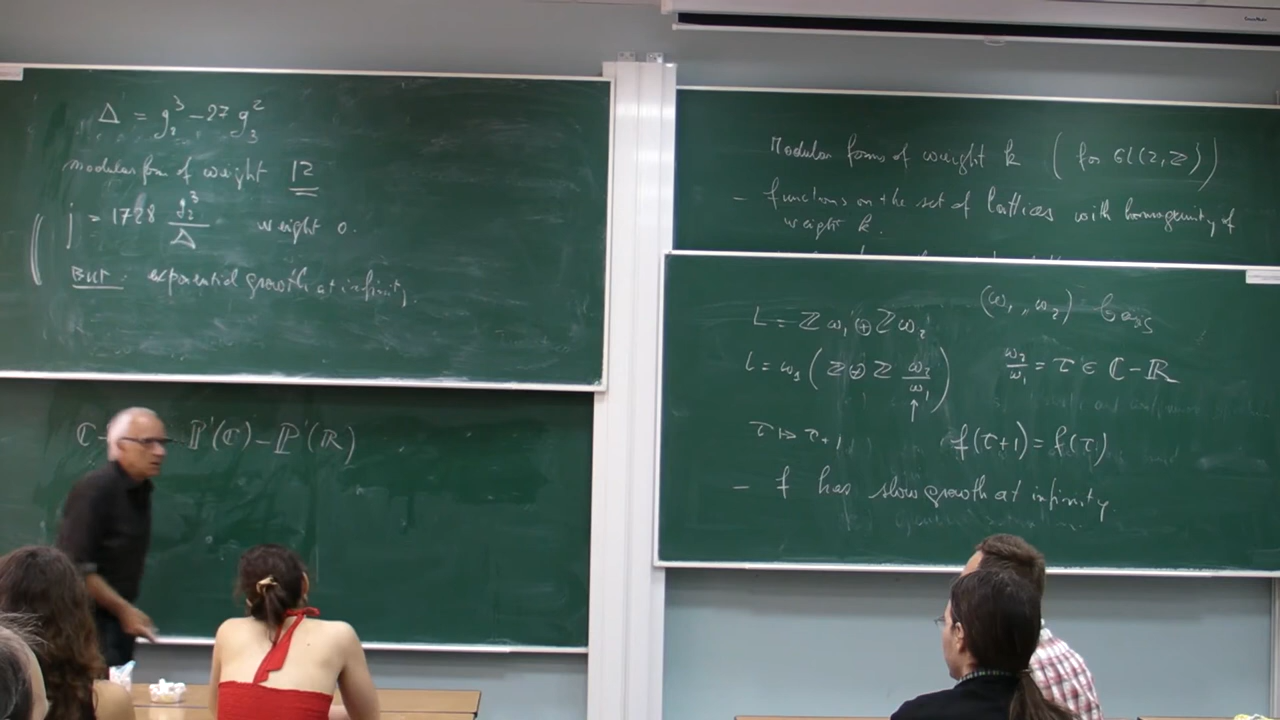 Δ = g₂³ - 27 g₃²
modular form of weight 12
j = 1728 g₂³/Δ weight 0.
BUT: exponential growth at infinity.
ℂ - ℙ¹(ℂ) - ℙ¹(ℝ)
Modular forms of weight k (for Gl(2,ℤ))
- functions on the set of lattices with homogeneity of
weight k.
(ω₁, ω₂) basis
L = ℤω₁ ⊕ ℤω₂
L = ω₁(ℤ ⊕ ℤ ω₂/ω₁) ω₂/ω₁ = τ ∈ ℂ - ℝ
↑
τ ↦ τ+1 f(τ+1) = f(τ)
- f has slow growth at infinity